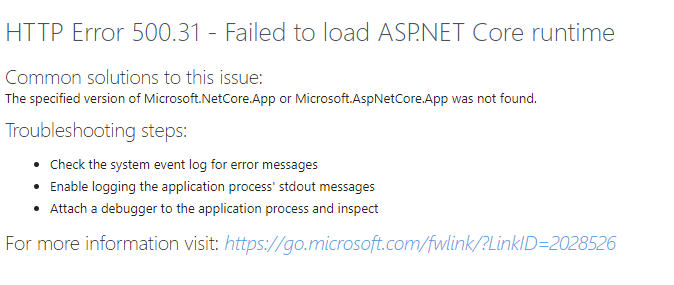 HTTP Error 500.31 - Failed to load ASP.NET Core runtime
Common solutions to this issue:
The specified version of Microsoft.NetCore.App or Microsoft.AspNetCore.App was not found.
Troubleshooting steps:
• Check the system event log for error messages
• Enable logging the application process' stdout messages
• Attach a debugger to the application process and inspect
For more information visit: https://go.microsoft.com/fwlink/?LinkID=2028526